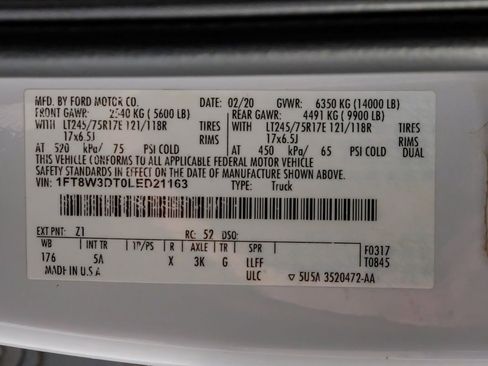 MFD. BY FORD MOTOR CO. 02/20 GVWR: 6350 KG (14000 LB)
FRONT GAWR: 2540 KG (5600 LB) REAR GAWR: 4491 KG (9900 LB)
WITH LT245/75R17E 121/118R TIRES WITH LT245/75R17E 121/118R TIRES
17x6.5J RIMS 17x6.5J RIMS
AT 520 kPa/ 75 PSI COLD AT 450 kPa/ 65 PSI COLD DUAL
THIS VEHICLE CONFORMS TO ALL APPLICABLE FEDERAL MOTOR VEHICLE
SAFETY STANDARDS IN EFFECT ON THE DATE OF MANUFACTURE SHOWN ABOVE.
VIN: 1FT8W3DT0LED21163 TYPE: Truck
EXT PNT: Z1 RC: 52 DSO:
WB INT TR TP/PS R AXLE TR SPR F0317
176 5A X 3K G ILFF T0845
MADE IN U.S.A ULC ▽ 5U5A 3520472-AA